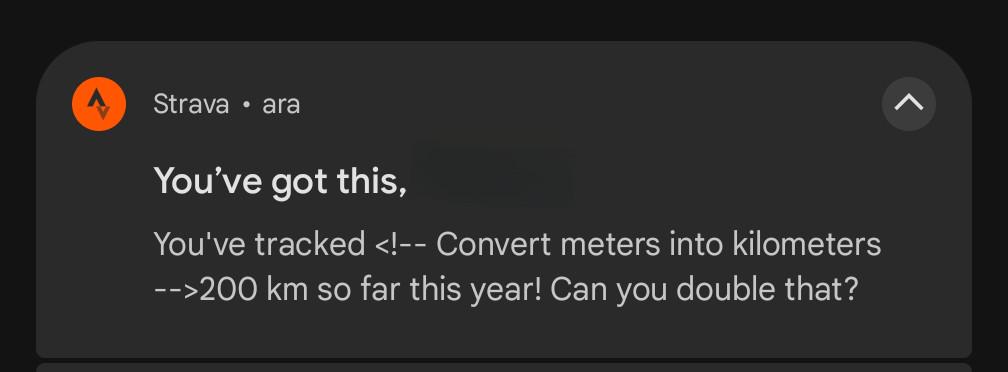 Strava • ara
You’ve got this,
You've tracked <!-- Convert meters into kilometers
-->200 km so far this year! Can you double that?